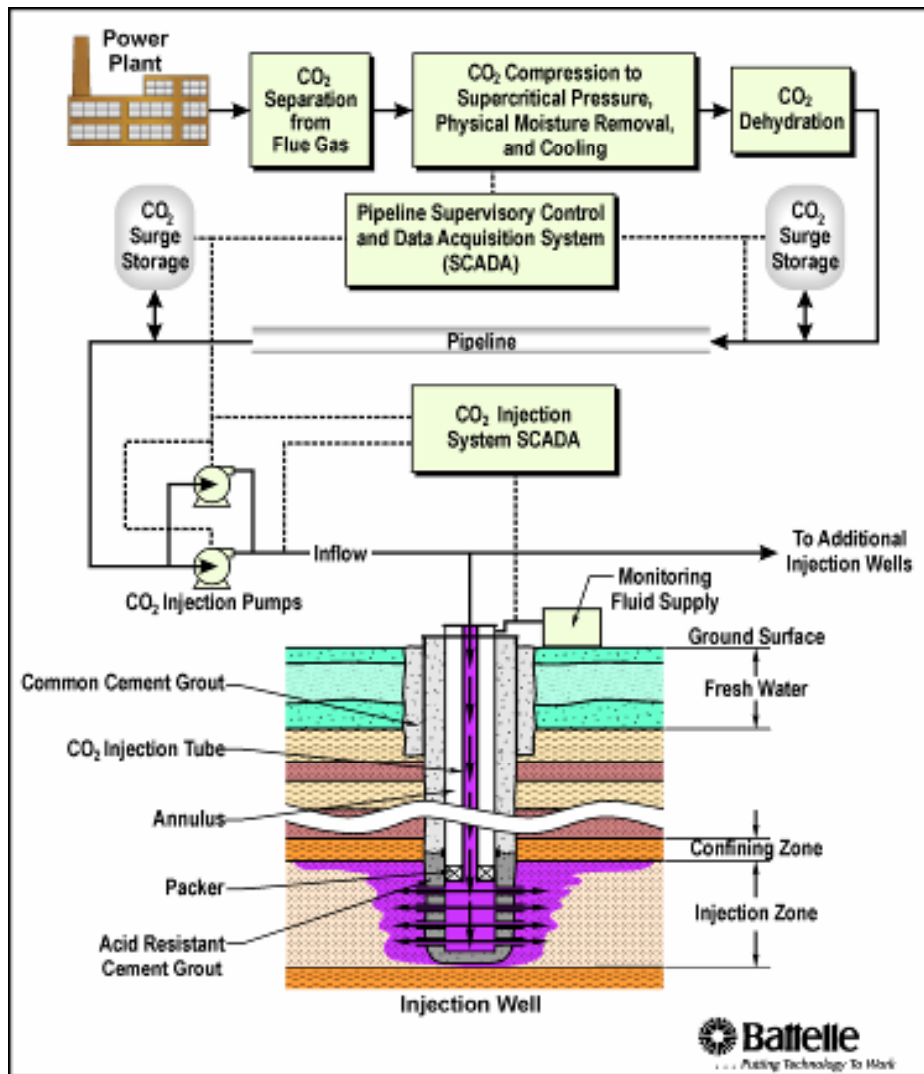 Power
Plant
CO2
Separation
from
Flue Gas
CO2 Compression to
Supercritical Pressure,
Physical Moisture Removal,
and Cooling
CO2
Dehydration
CO2
Surge
Storage
Pipeline Supervisory Control
and Data Acquisition System
(SCADA)
CO2
Surge
Storage
Pipeline
CO2 Injection
System SCADA
Inflow
To Additional
Injection Wells
CO2 Injection Pumps
Monitoring
Fluid Supply
Ground Surface
Common Cement Grout
Fresh Water
CO2 Injection Tube
Annulus
Confining Zone
Packer
Injection Zone
Acid Resistant
Cement Grout
Injection Well
Battelle
. . . Putting Technology To Work